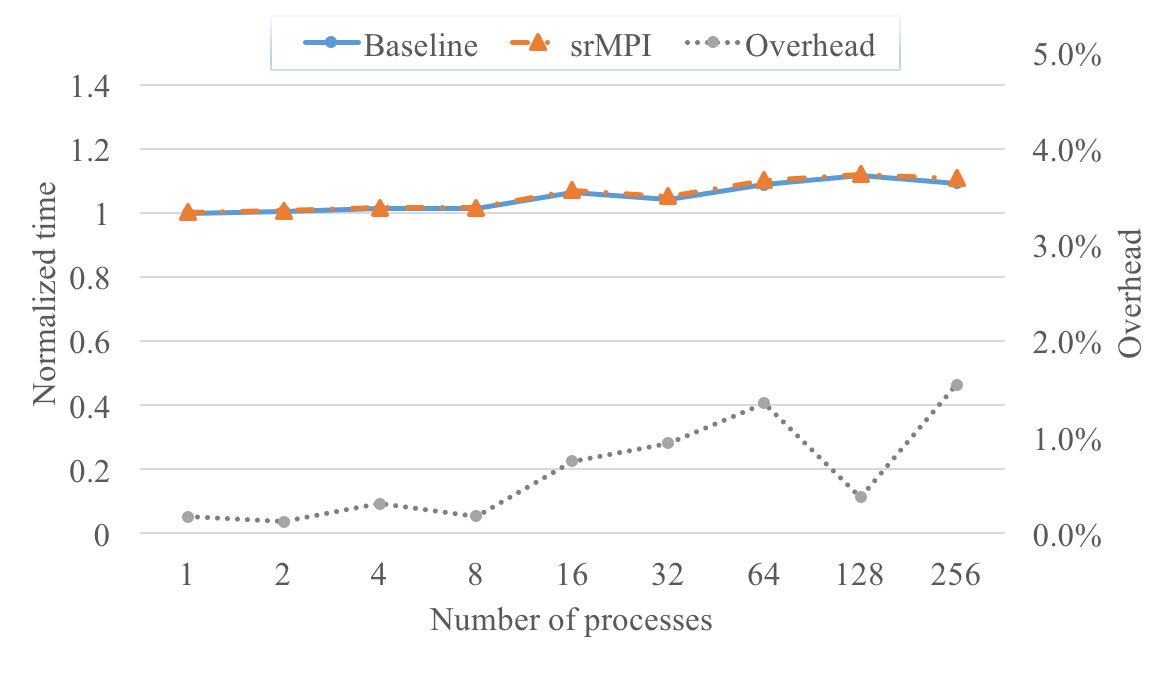 Baseline srMPI Overhead
5.0%
1.4
1.2
4.0%
1
3.0%
0.8
0.6
2.0%
0.4
1.0%
0.2
0
0.0%
Normalized time
Overhead
1 2 4 8 16 32 64 128 256
Number of processes